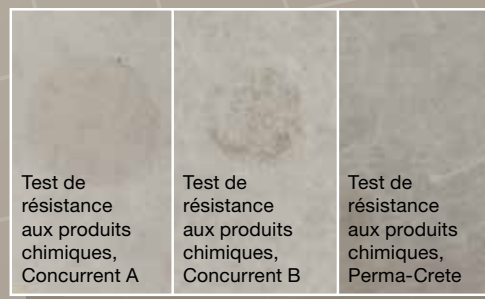 Test de
résistance
aux produits
chimiques,
Concurrent A
Test de
résistance
aux produits
chimiques,
Concurrent B
Test de
résistance
aux produits
chimiques,
Perma-Crete